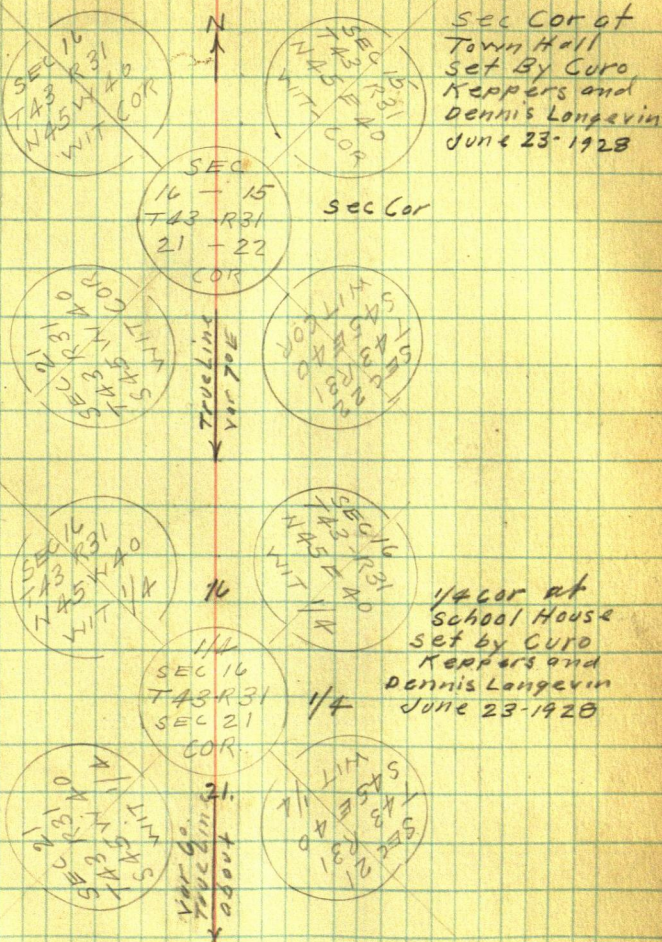 N
SEC 16
T43 R31
N45 W 40
WIT COR
SEC 15
T43 R31
N45 E 40
WIT COR
Sec Cor at
Town Hall
Set By Curo
Keppers and
Dennis Longevin
June 23-1928
SEC
16 — 15
T43 - R31
21 - 22
COR
Sec Cor
SEC 21
T43 R31
S45 W 40
WIT COR
True Line
Var 70E
SEC 22
T43 R31
S45 E 40
WIT COR
SEC 16
T43 R31
N45 W 40
WIT 1/4
16
SEC 16
T43 - R31
N45 E 40
WIT 1/4
1/4 cor at
School House
Set by Curo
Keppers and
Dennis Langevin
June 23-1928
1/4
SEC 16
T43-R31
SEC 21
COR.
1/4
SEC 21
T43 R31
S45 W 40
WIT 1/4
21.
Var 60.
True Line
about
SEC 21
T43 R31
S45 E 40
WIT 1/4